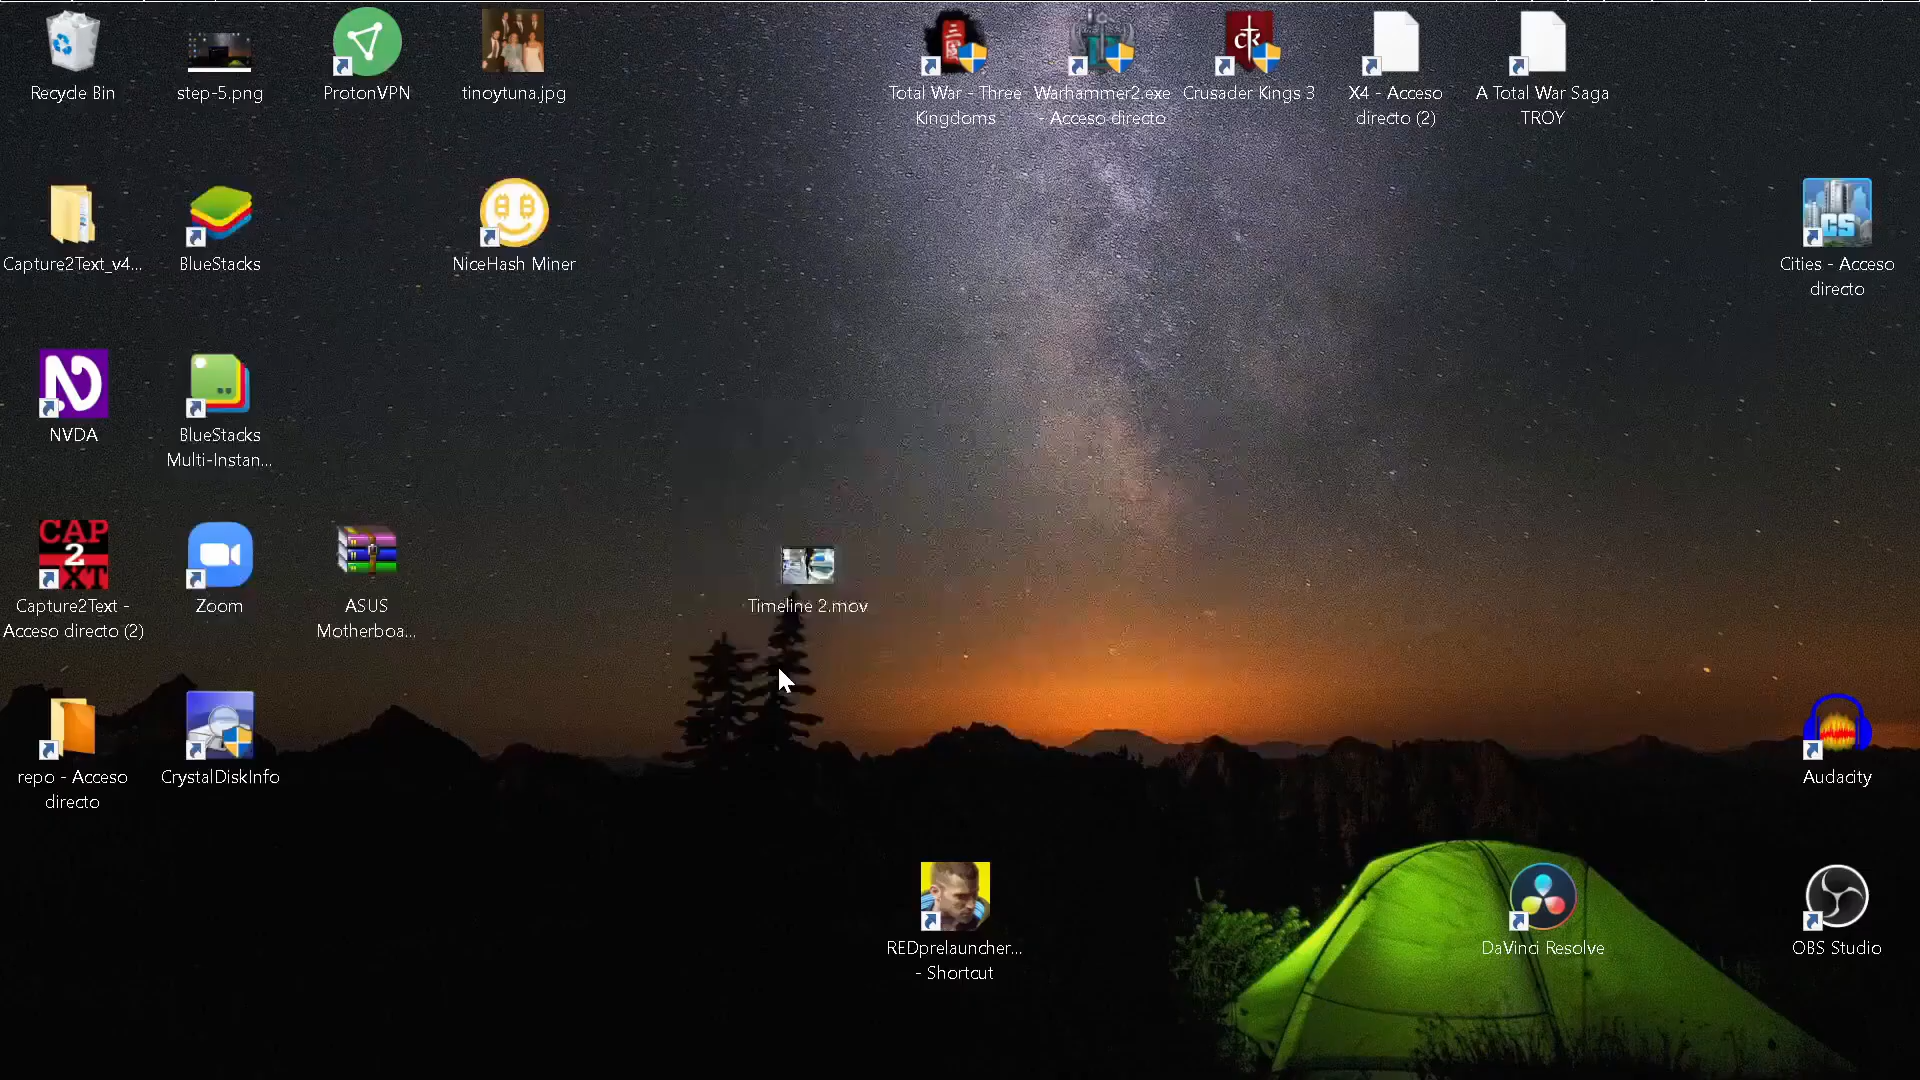 Recycle Bin
step-5.png
ProtonVPN
tinoytuna.jpg
Total War - Three
Kingdoms
Warhammer2.exe
- Acceso directo
Crusader Kings 3
X4 - Acceso
directo (2)
A Total War Saga
TROY
Capture2Text_v4...
BlueStacks
NiceHash Miner
CS
Cities - Acceso
directo
NVDA
BlueStacks
Multi-Instan...
CAP
2
TXT
Capture2Text -
Acceso directo (2)
Zoom
ASUS
Motherboa...
Timeline 2.mov
repo - Acceso
directo
CrystalDiskInfo
Audacity
REDprelauncher...
- Shortcut
DaVinci Resolve
OBS Studio